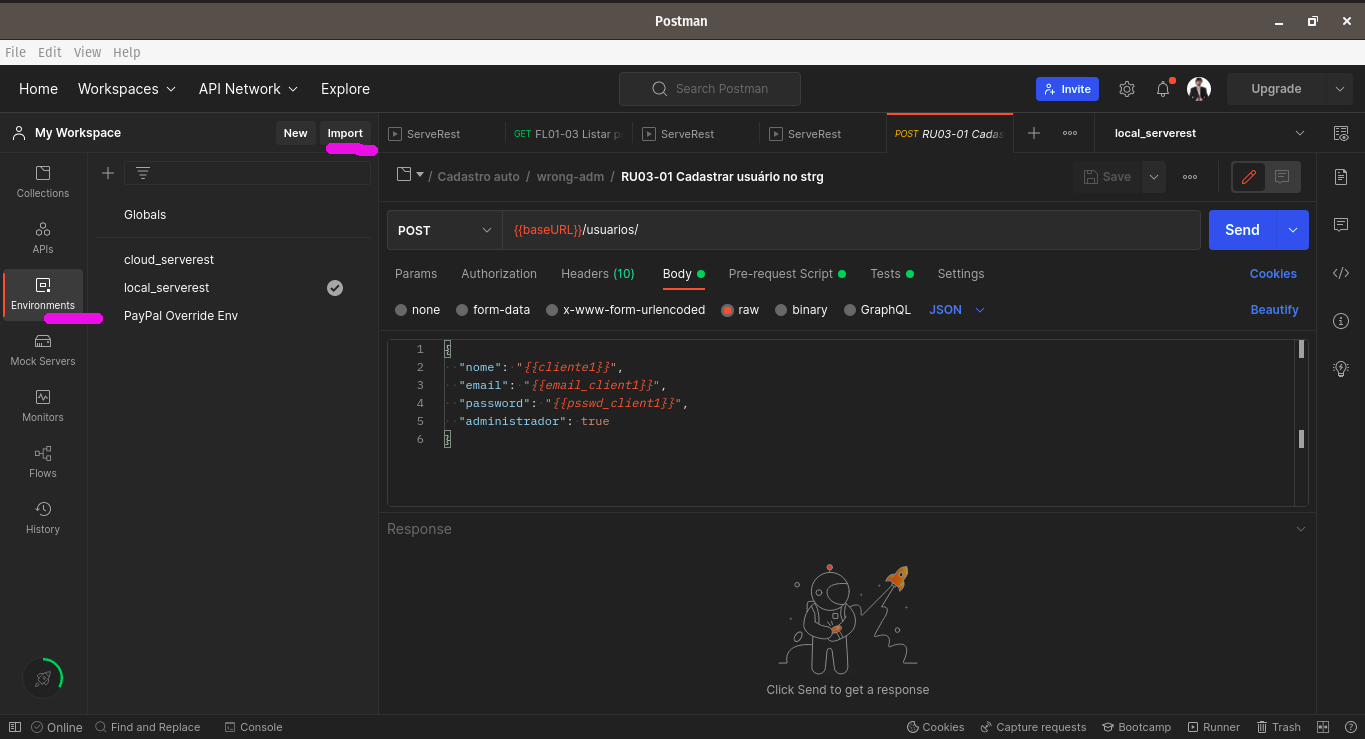 Postman
File Edit View Help
Home Workspaces API Network Explore Search Postman Invite Upgrade
My Workspace New Import ServeRest GET FL01-03 Listar ServeRest ServeRest POST RU03-01 Cadas local_serverest
Collections
APIs
Environments
Mock Servers
Monitors
Flows
History
Globals
cloud_serverest
local_serverest
PayPal Override Env
/ Cadastro auto / wrong-adm / RU03-01 Cadastrar usuário no strg Save
POST {{baseURL}}/usuarios/ Send
Params Authorization Headers (10) Body Pre-request Script Tests Settings Cookies
none form-data x-www-form-urlencoded raw binary GraphQL JSON Beautify
1 {
2 "nome": "{{cliente1}}",
3 "email": "{{email_client1}}",
4 "password": "{{psswd_client1}}",
5 "administrador": true
6 }
Response
Click Send to get a response
Online Find and Replace Console Cookies Capture requests Bootcamp Runner Trash